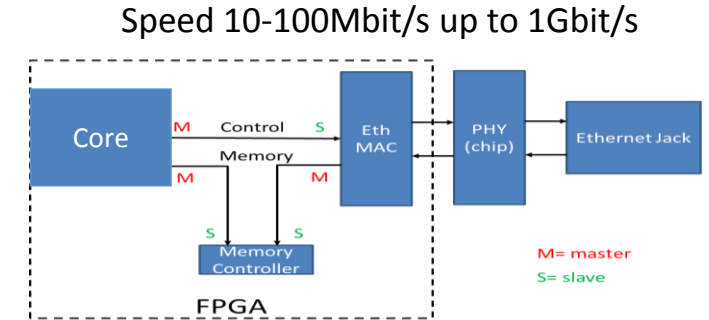 Speed 10-100Mbit/s up to 1Gbit/s
Core
M Control S
Memory
M M
Eth
MAC
PHY
(chip)
Ethernet Jack
S S
Memory
Controller
M= master
S= slave
FPGA